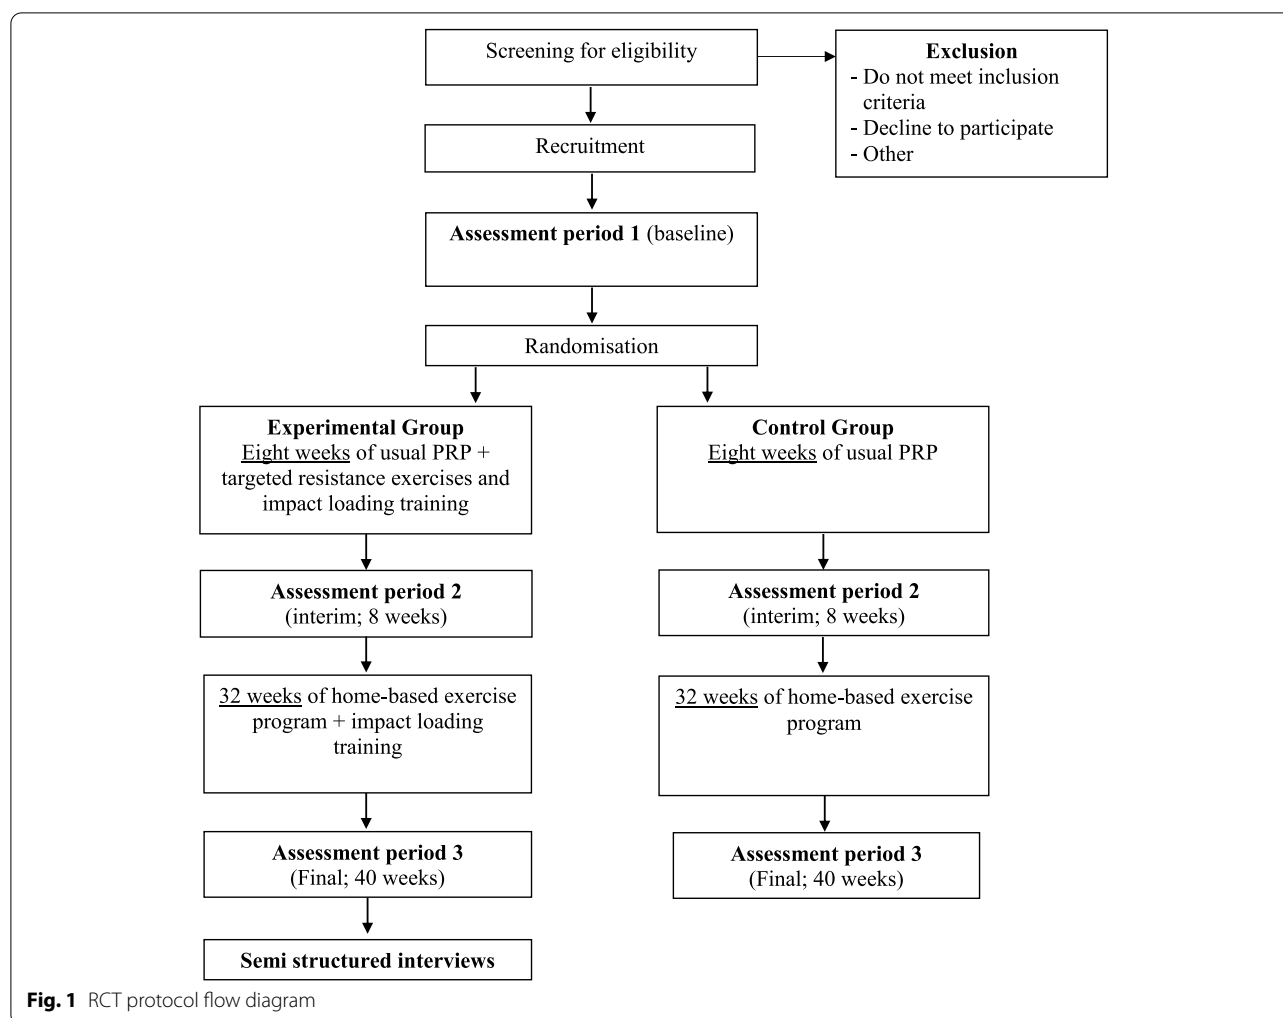 Screening for eligibility
Exclusion
- Do not meet inclusion
criteria
- Decline to participate
- Other
Recruitment
Assessment period 1 (baseline)
Randomisation
Experimental Group
Eight weeks of usual PRP +
targeted resistance exercises and
impact loading training
Control Group
Eight weeks of usual PRP
Assessment period 2
(interim; 8 weeks)
Assessment period 2
(interim; 8 weeks)
32 weeks of home-based exercise
program + impact loading
training
32 weeks of home-based exercise
program
Assessment period 3
(Final; 40 weeks)
Assessment period 3
(Final; 40 weeks)
Semi structured interviews
Fig. 1 RCT protocol flow diagram